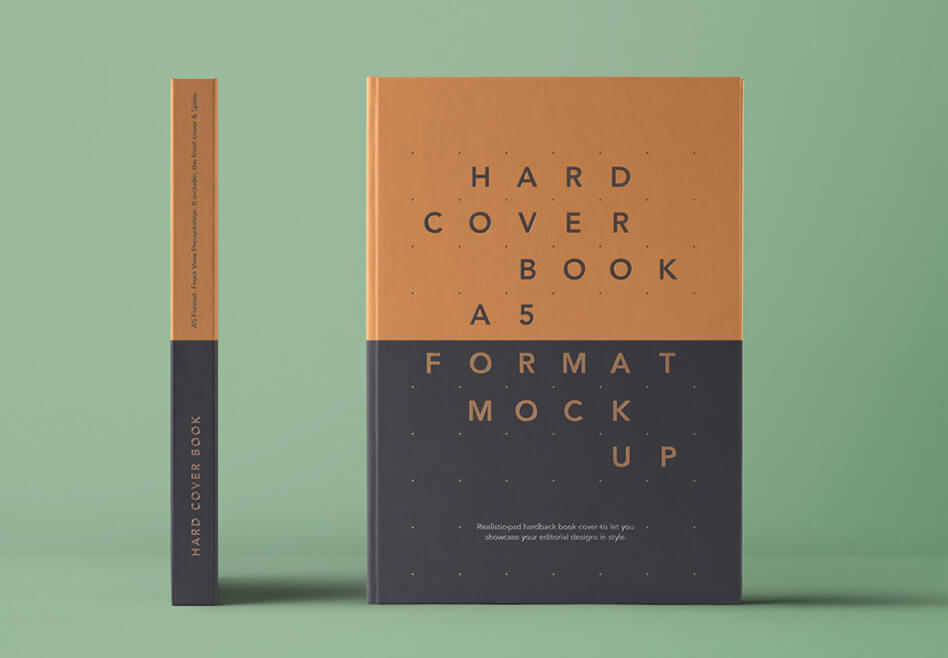 A5 Format. Front View Presentation. It includes the front cover & Spine
HARD COVER BOOK
HARD
COVER
BOOK
A5
FORMAT
MOCK
UP
Realistic psd hardback book cover to let you
showcase your editorial designs in style.